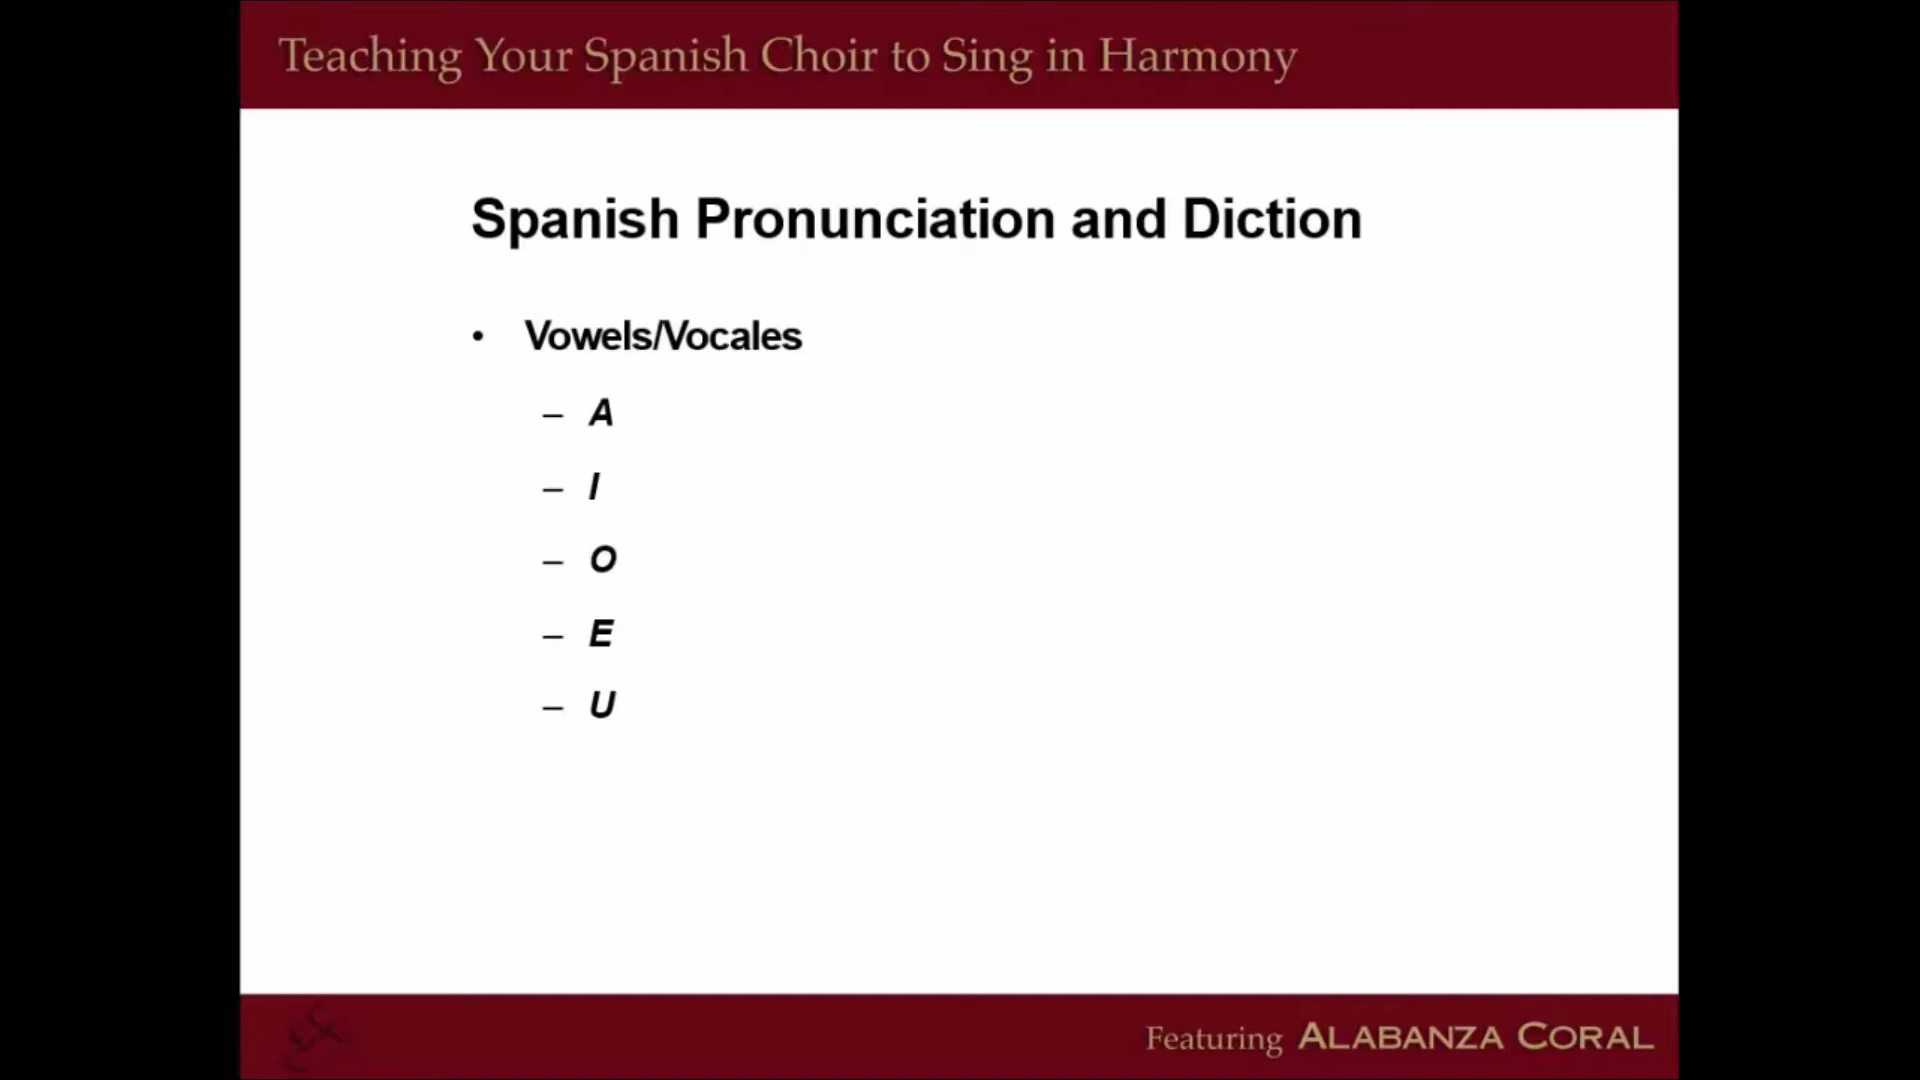 Teaching Your Spanish Choir to Sing in Harmony
Spanish Pronunciation and Diction
• Vowels/Vocales
– A
– I
– O
– E
– U
Featuring ALABANZA CORAL